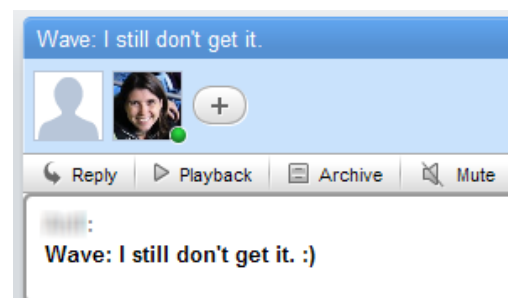 Wave: I still don't get it.
+
Reply Playback Archive Mute
:
Wave: I still don't get it. :)